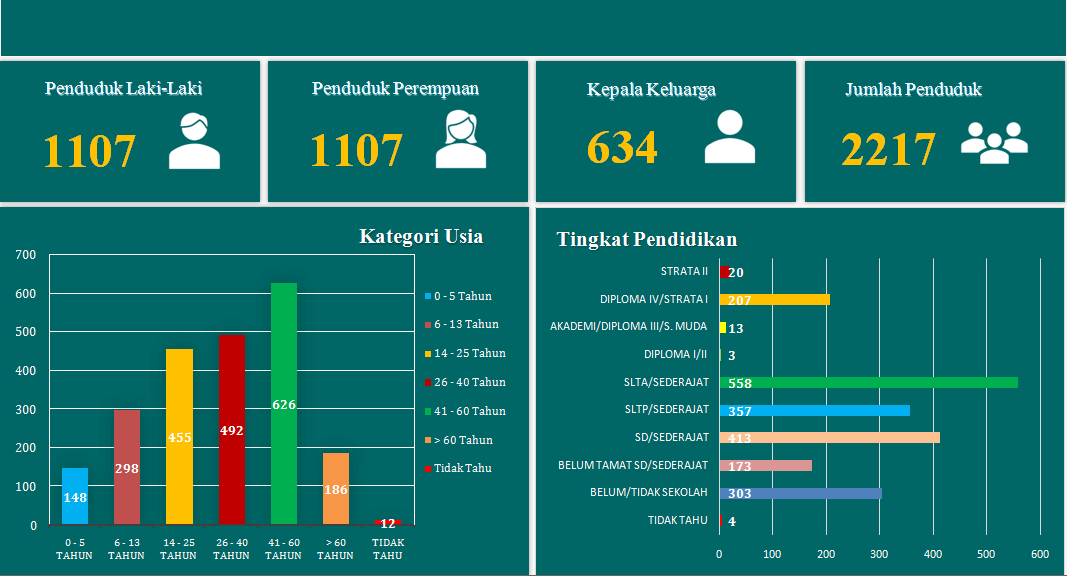 Penduduk Laki-Laki
1107
Penduduk Perempuan
1107
Kepala Keluarga
634
Jumlah Penduduk
2217
Kategori Usia
700
600
500
400
300
200
100
0
148
298
455
492
626
186
12
0 - 5
TAHUN
6 - 13
TAHUN
14 - 25
TAHUN
26 - 40
TAHUN
41 - 60
TAHUN
> 60
TAHUN
TIDAK
TAHU
0 - 5 Tahun
6 - 13 Tahun
14 - 25 Tahun
26 - 40 Tahun
41 - 60 Tahun
> 60 Tahun
Tidak Tahu
Tingkat Pendidikan
STRATA II 20
DIPLOMA IV/STRATA I 207
AKADEMI/DIPLOMA III/S. MUDA 13
DIPLOMA I/II 3
SLTA/SEDERAJAT 558
SLTP/SEDERAJAT 357
SD/SEDERAJAT 413
BELUM TAMAT SD/SEDERAJAT 173
BELUM/TIDAK SEKOLAH 303
TIDAK TAHU 4
0 100 200 300 400 500 600